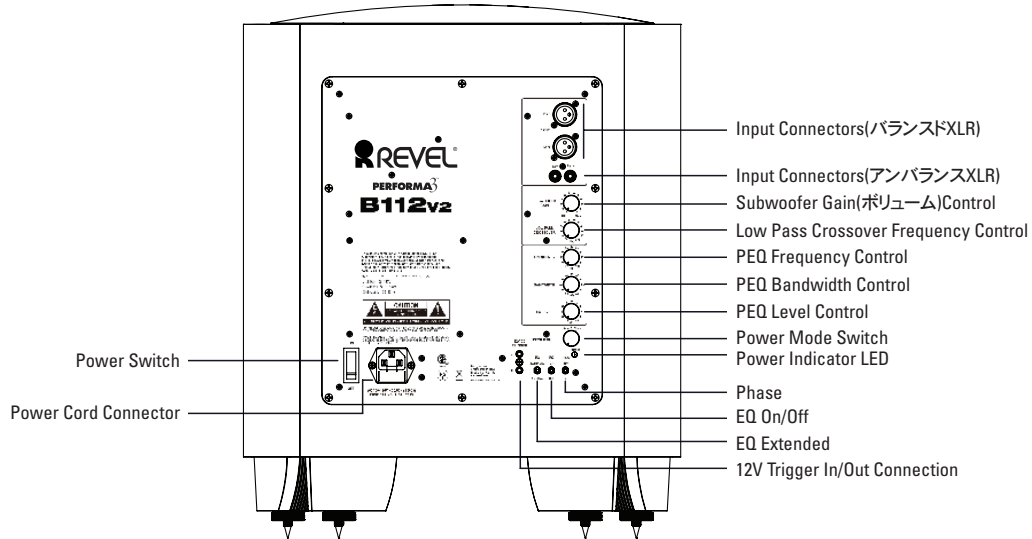 REVEL
PERFORMA3
B112v2
CAUTION
Input Connectors(バランスドXLR)
Input Connectors(アンバランスXLR)
Subwoofer Gain(ボリューム)Control
Low Pass Crossover Frequency Control
PEQ Frequency Control
PEQ Bandwidth Control
PEQ Level Control
Power Mode Switch
Power Indicator LED
Phase
EQ On/Off
EQ Extended
12V Trigger In/Out Connection
Power Switch
Power Cord Connector